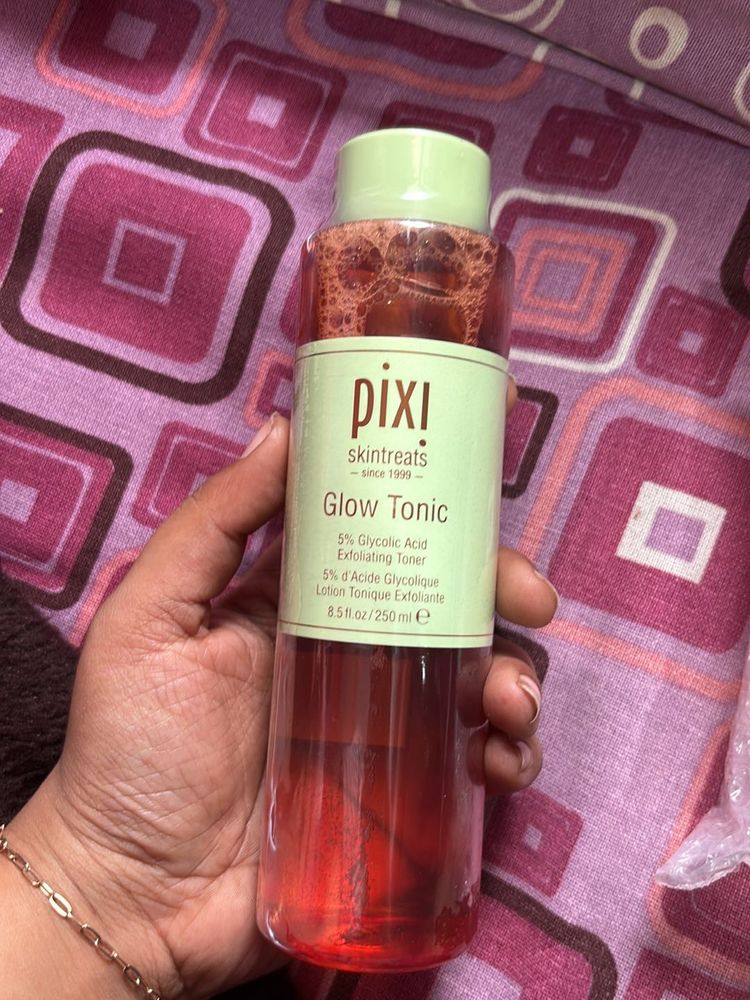 pixi
skintreats
– since 1999 –
Glow Tonic
5% Glycolic Acid
Exfoliating Toner
5% d'Acide Glycolique
Lotion Tonique Exfoliante
8.5 fl.oz/250 ml ℮